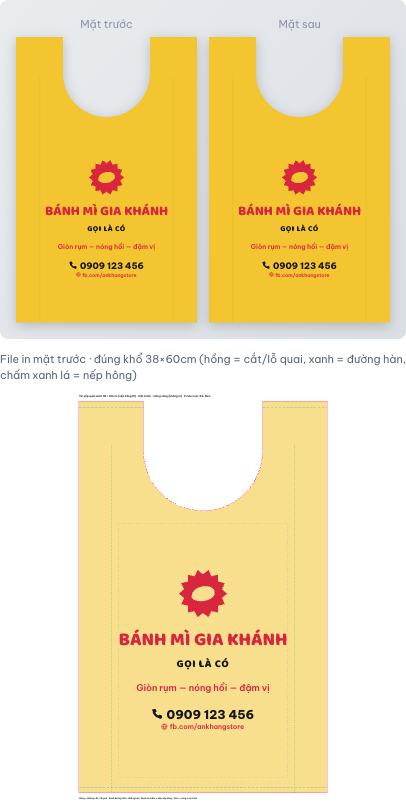 Mặt trước
Mặt sau
BÁNH MÌ GIA KHÁNH
GỌI LÀ CÓ
Giòn rụm — nóng hổi — đậm vị
0909 123 456
fb.com/ankhangstore
BÁNH MÌ GIA KHÁNH
GỌI LÀ CÓ
Giòn rụm — nóng hổi — đậm vị
0909 123 456
fb.com/ankhangstore
File in mặt trước · đúng khổ 38×60cm (hồng = cắt/lỗ quai, xanh = đường hàn,
chấm xanh lá = nếp hông)
BÁNH MÌ GIA KHÁNH
GỌI LÀ CÓ
Giòn rụm — nóng hổi — đậm vị
0909 123 456
fb.com/ankhangstore